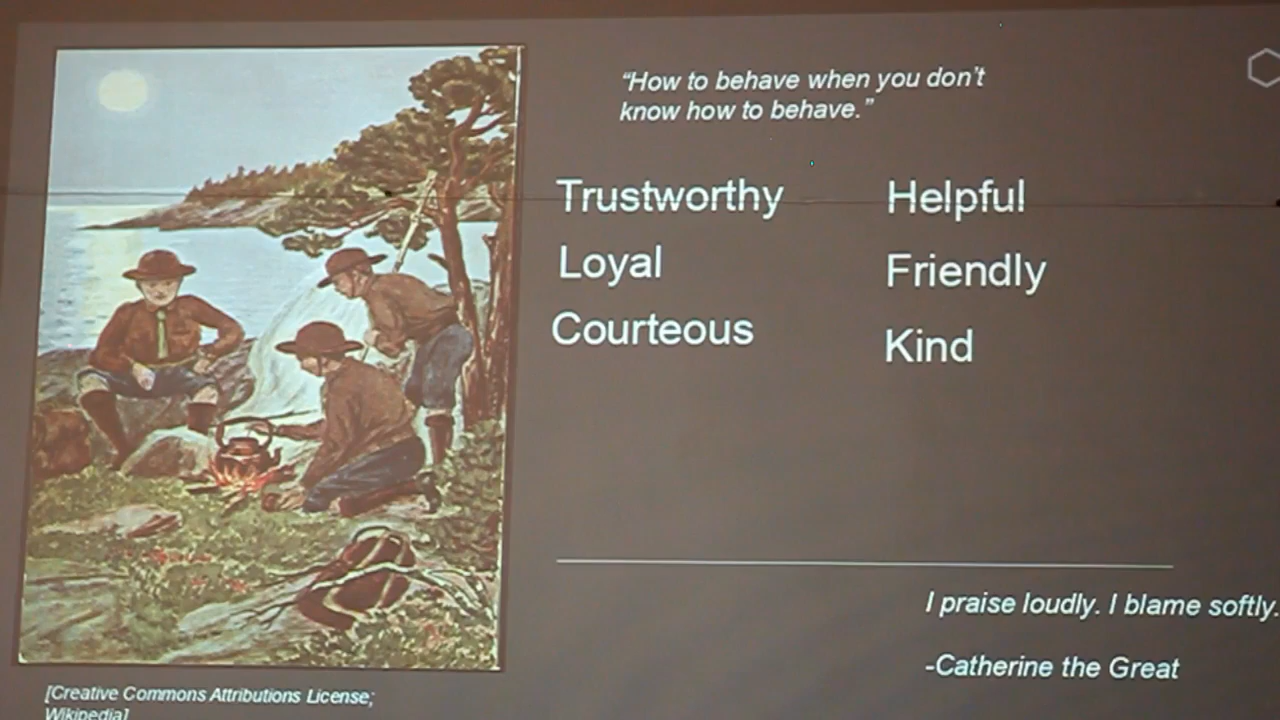 “How to behave when you don’t
know how to behave.”
Trustworthy
Helpful
Loyal
Friendly
Courteous
Kind
I praise loudly. I blame softly.
-Catherine the Great
[Creative Commons Attributions License;
Wikipedia]